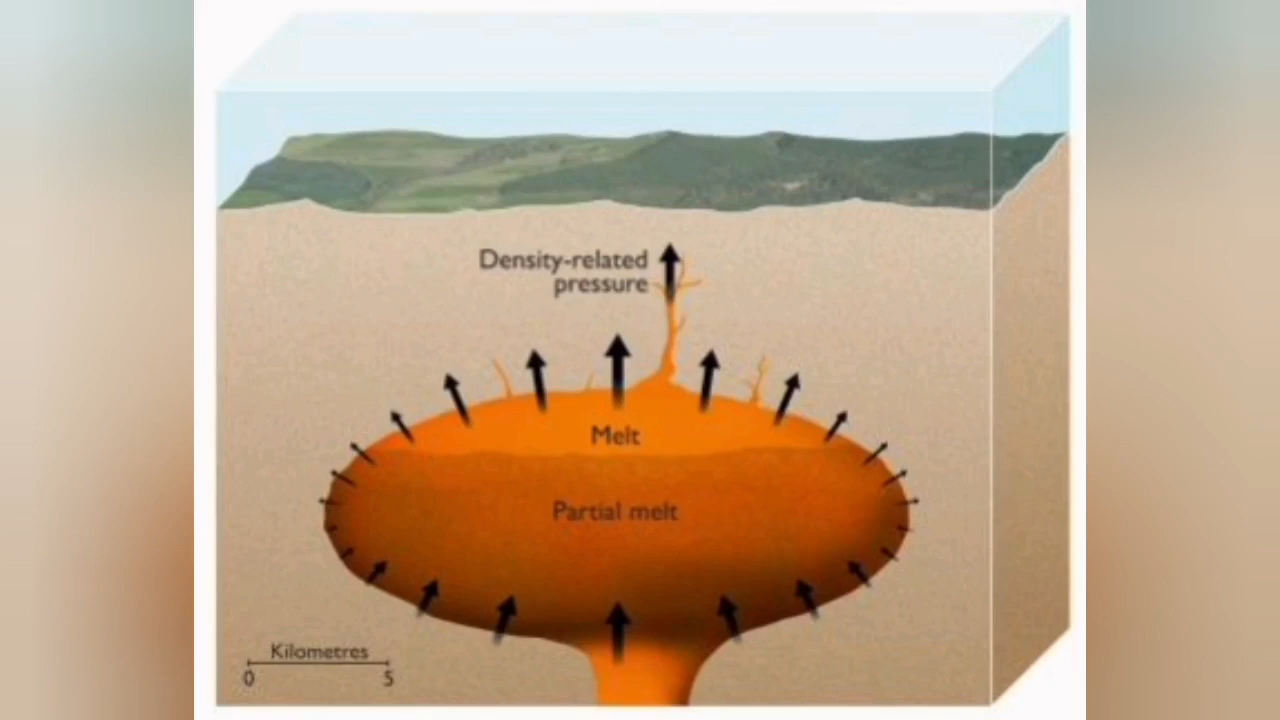 Density-related
pressure
Melt
Partial melt
Kilometres
0 5